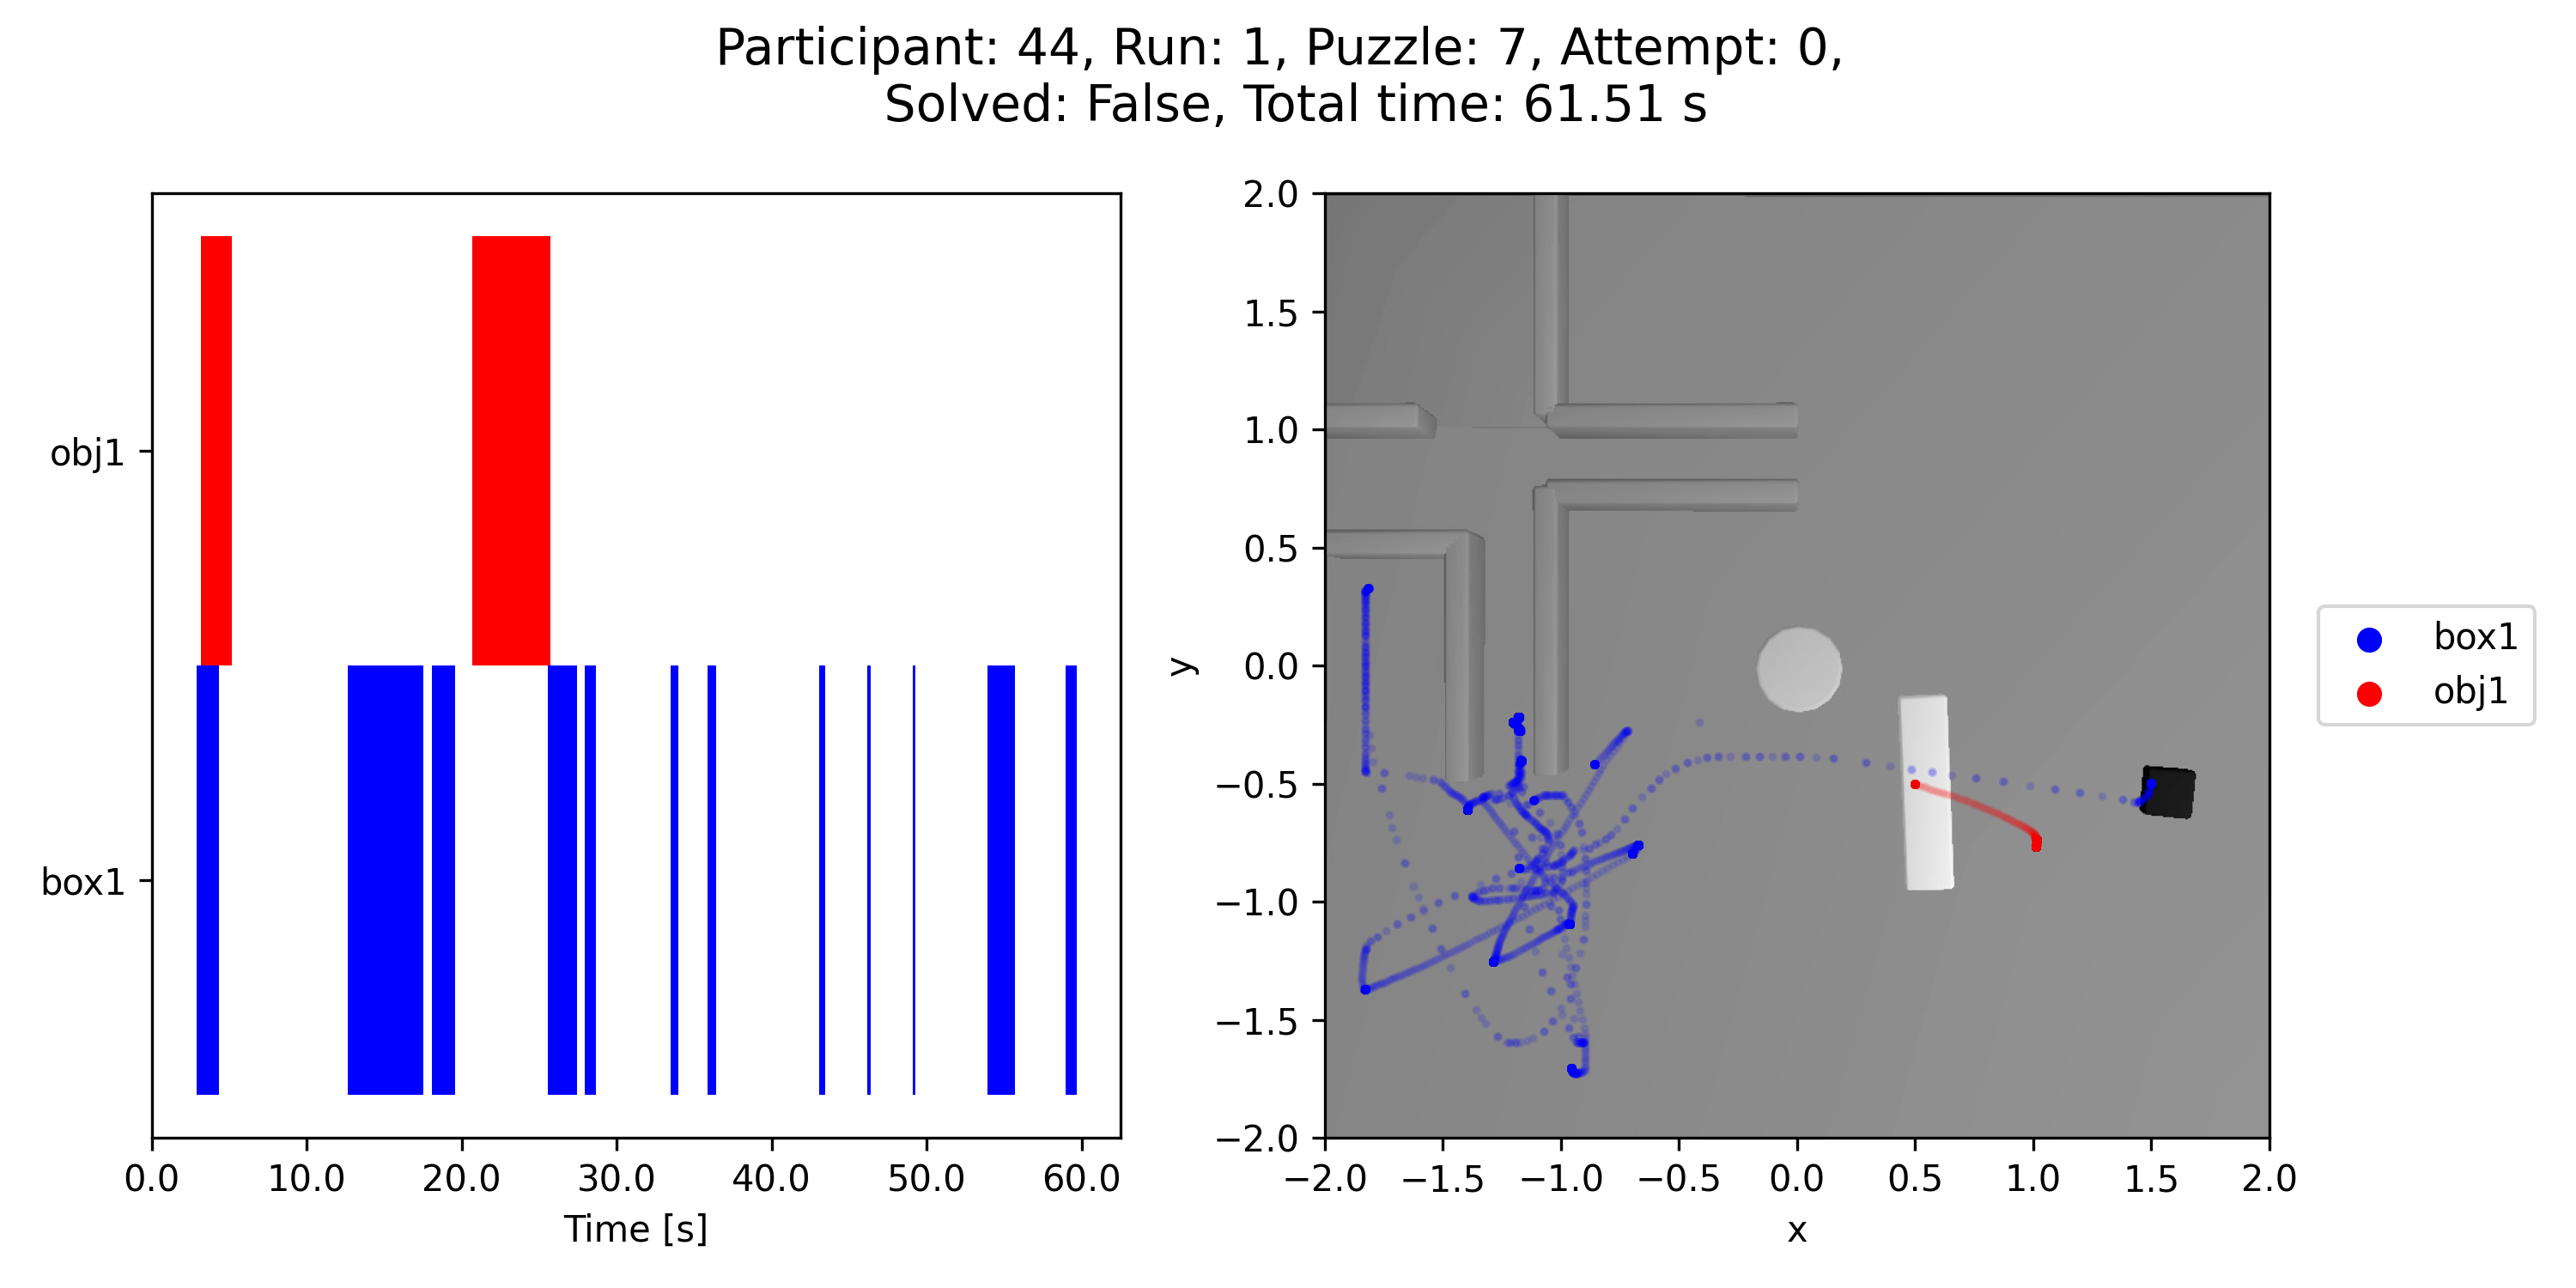 Participant: 44, Run: 1, Puzzle: 7, Attempt: 0,
Solved: False, Total time: 61.51 s
obj1
box1
0.0 10.0 20.0 30.0 40.0 50.0 60.0
Time [s]
2.0
1.5
1.0
0.5
0.0
−0.5
−1.0
−1.5
−2.0
y
−2.0 −1.5 −1.0 −0.5 0.0 0.5 1.0 1.5 2.0
x
box1
obj1